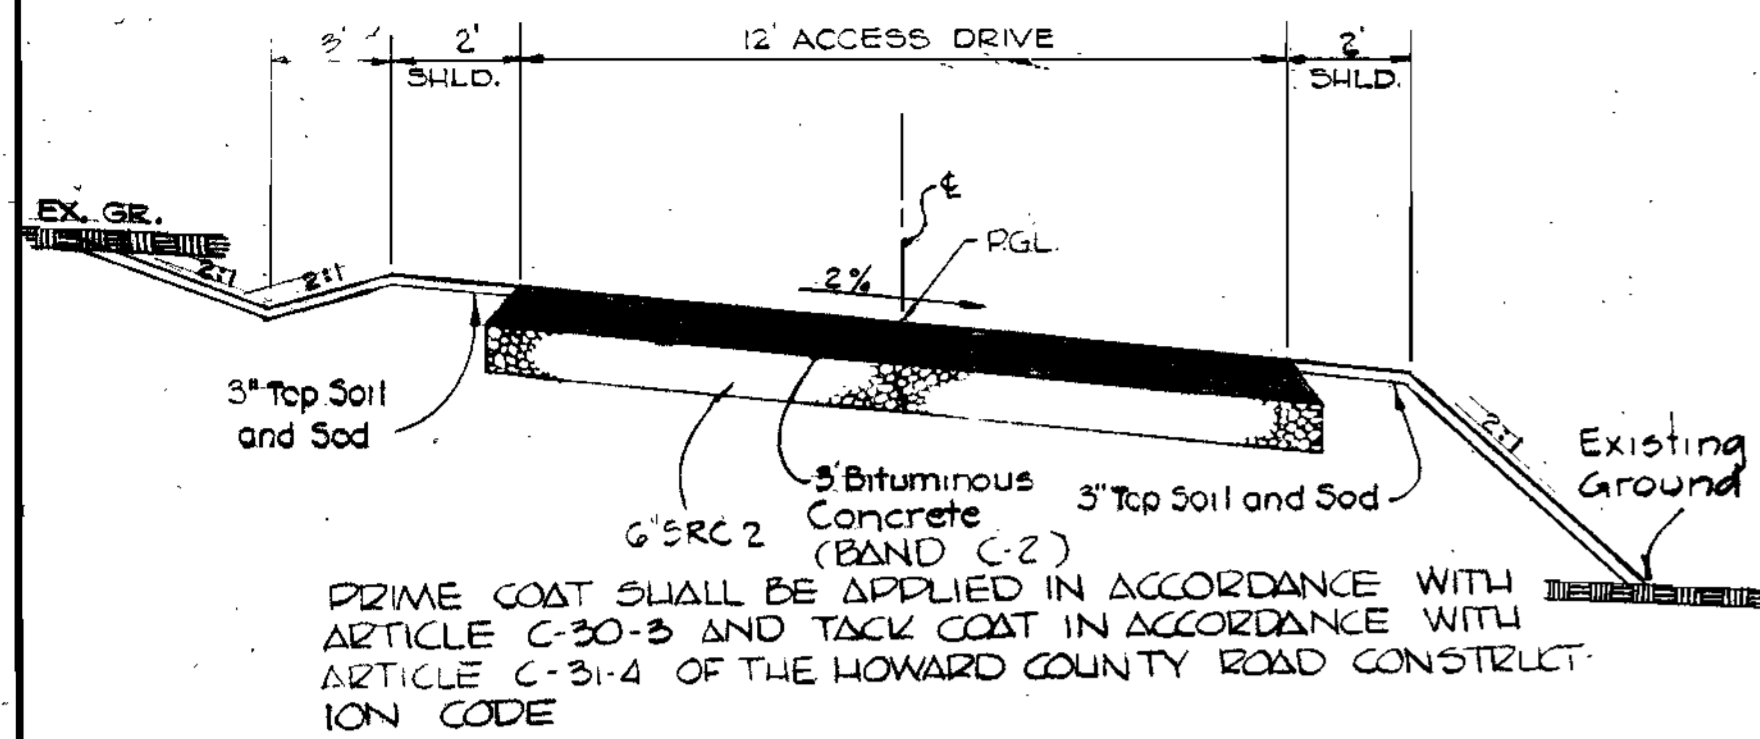 3'
2'
SHLD.
12' ACCESS DRIVE
2'
SHLD.
EX. GR.
2:1
2:1
℄
P.G.L.
2%
3" Top Soil
and Sod
6" SRC 2
3" Bituminous
Concrete
(BAND C-2)
3" Top Soil and Sod
2:1
Existing
Ground
PRIME COAT SHALL BE APPLIED IN ACCORDANCE WITH
ARTICLE C-30-3 AND TACK COAT IN ACCORDANCE WITH
ARTICLE C-31-4 OF THE HOWARD COUNTY ROAD CONSTRUCT-
ION CODE